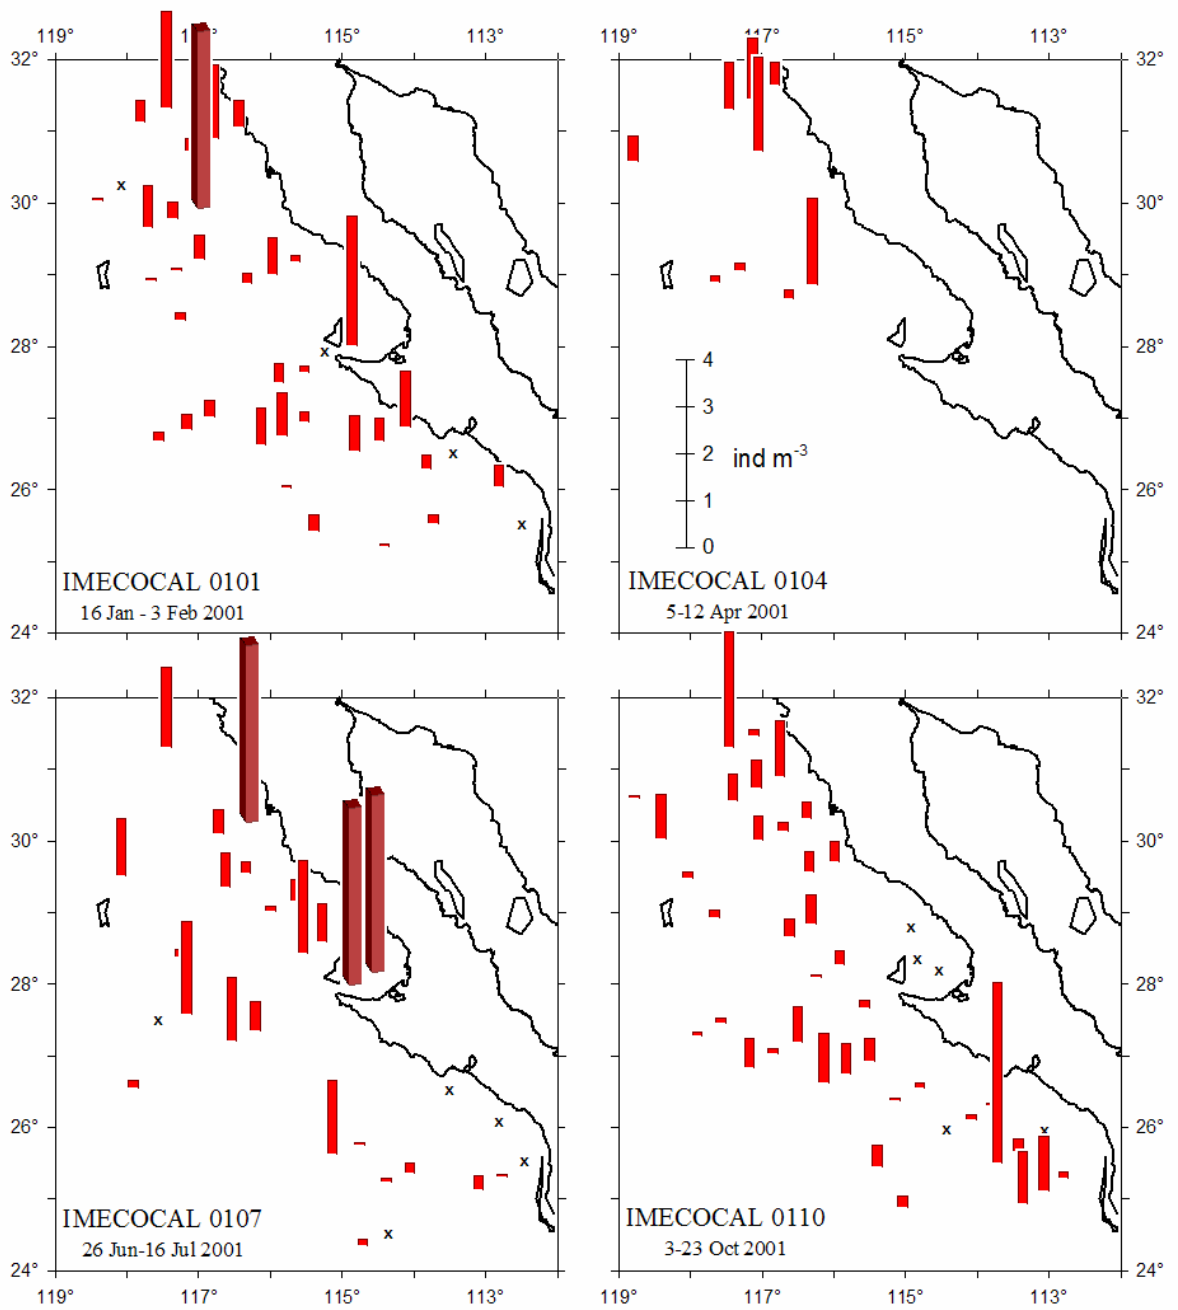 119° 117° 115° 113° 119° 117° 115° 113°
32° 32°
x
30° 30°
28° 28°
x
4
3
x 2 ind m-3
26° 26°
1
x
0
IMECOCAL 0101 IMECOCAL 0104
16 Jan - 3 Feb 2001 5-12 Apr 2001
24° 24°
32° 32°
30° 30°
x
28° x x 28°
x
x
26° x x x 26°
x
IMECOCAL 0107 IMECOCAL 0110
x
26 Jun-16 Jul 2001 3-23 Oct 2001
24° 24°
119° 117° 115° 113° 119° 117° 115° 113°